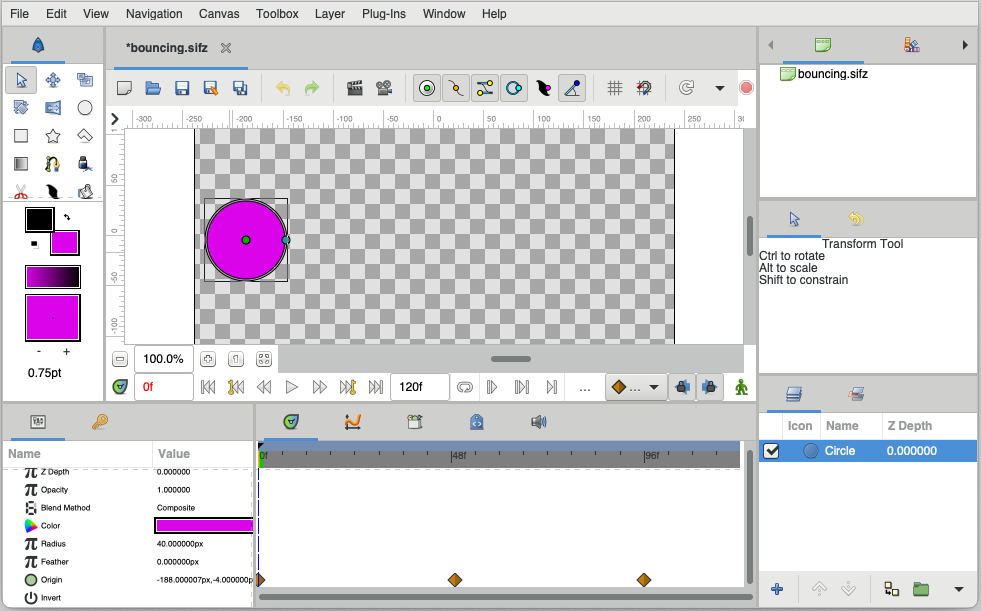 File Edit View Navigation Canvas Toolbox Layer Plug-Ins Window Help
*bouncing.sifz
bouncing.sifz
-300 -250 -200 -150 -100 -50 0 50 100 150 200 250
50
0
-50
-100
Transform Tool
Ctrl to rotate
Alt to scale
Shift to constrain
0.75pt
100.0%
0f
120f
...
...
Name Value
Z Depth 0.000000
Opacity 1.000000
Blend Method Composite
Color
Radius 40.000000px
Feather 0.000000px
Origin -188.000007px,-4.000000p
Invert
0f 48f 96f
Icon Name Z Depth
Circle 0.000000